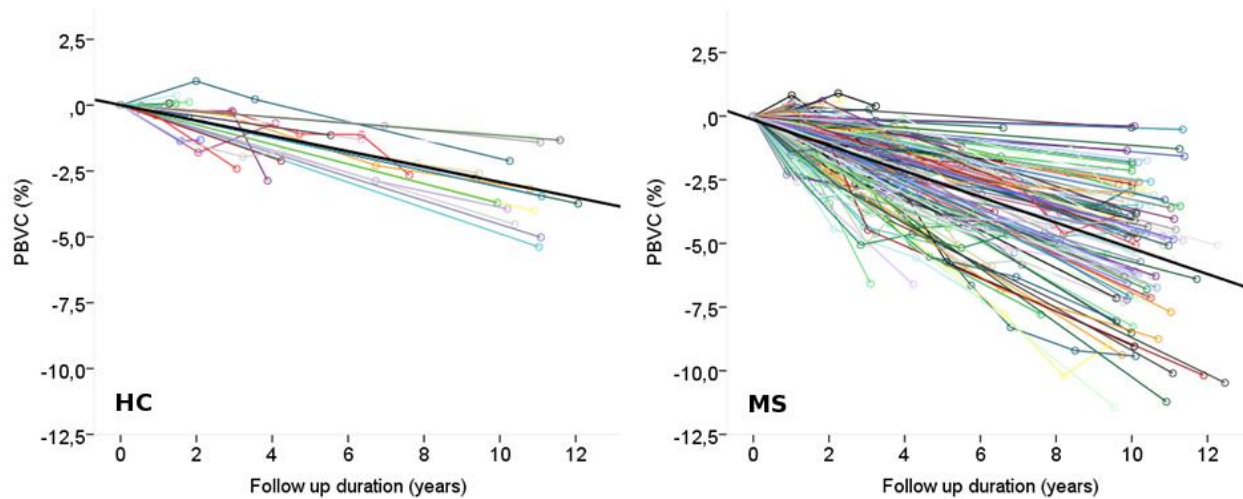 2,5
,0
-2,5
-5,0
-7,5
-10,0
-12,5
PBVC (%)
HC
0 2 4 6 8 10 12
Follow up duration (years)
2,5
,0
-2,5
-5,0
-7,5
-10,0
-12,5
PBVC (%)
MS
0 2 4 6 8 10 12
Follow up duration (years)